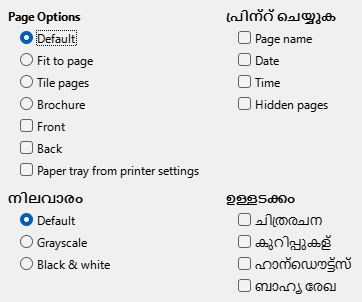 Page Options
Default
Fit to page
Tile pages
Brochure
Front
Back
Paper tray from printer settings
പ്രിന്റ് ചെയ്യുക
Page name
Date
Time
Hidden pages
നിലവാരം
Default
Grayscale
Black & white
ഉള്ളടക്കം
ചിത്രരചന
കുറിപ്പുകള്
ഹാന്‍ഡൌട്ട്സ്
ബാഹ്യ രേഖ